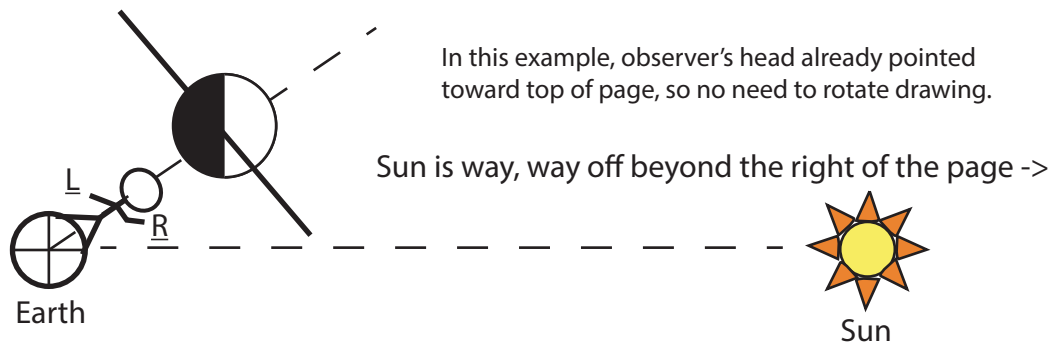 In this example, observer's head already pointed
toward top of page, so no need to rotate drawing.
Sun is way, way off beyond the right of the page ->
L
R
Earth
Sun